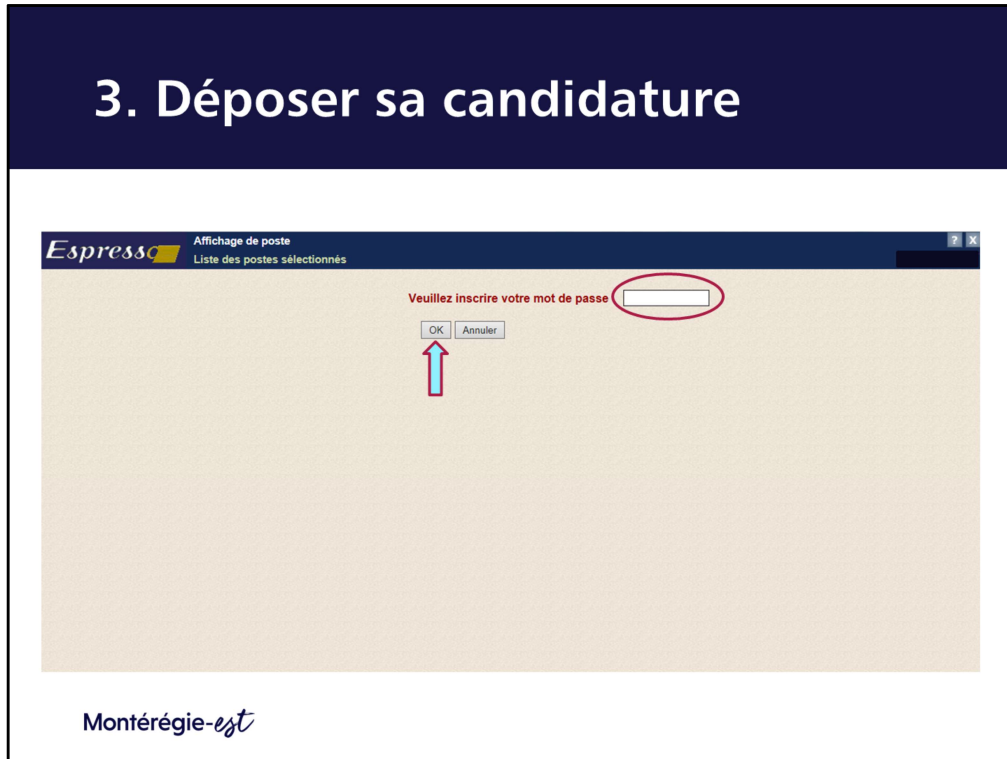 3. Déposer sa candidature
Espresso
Affichage de poste
? X
Liste des postes sélectionnés
Veuillez inscrire votre mot de passe
OK Annuler
Montérégie-est